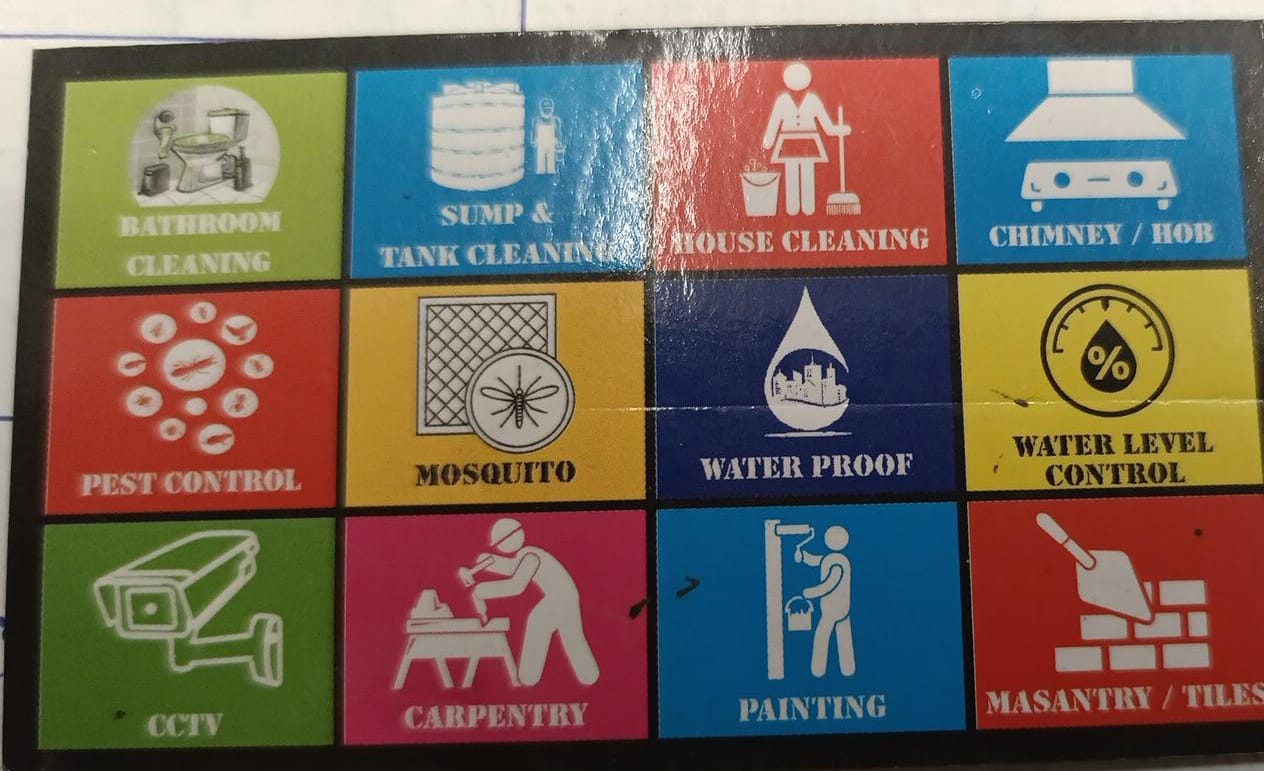 BATHROOM
CLEANING
SUMP &
TANK CLEANING
HOUSE CLEANING
CHIMNEY / HOB
PEST CONTROL
MOSQUITO
WATER PROOF
%
WATER LEVEL
CONTROL
CCTV
CARPENTRY
PAINTING
MASANTRY / TILES